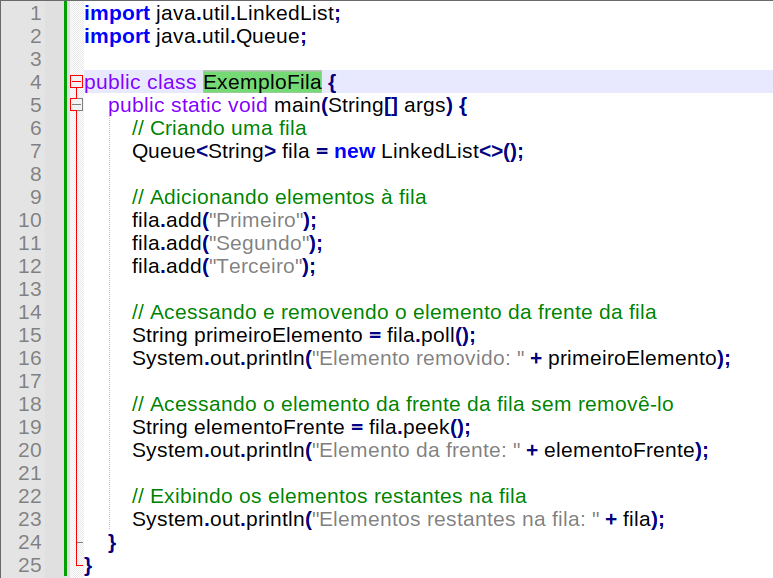 1 import java.util.LinkedList;
2 import java.util.Queue;
3
4 public class ExemploFila {
5 public static void main(String[] args) {
6 // Criando uma fila
7 Queue<String> fila = new LinkedList<>();
8
9 // Adicionando elementos à fila
10 fila.add("Primeiro");
11 fila.add("Segundo");
12 fila.add("Terceiro");
13
14 // Acessando e removendo o elemento da frente da fila
15 String primeiroElemento = fila.poll();
16 System.out.println("Elemento removido: " + primeiroElemento);
17
18 // Acessando o elemento da frente da fila sem removê-lo
19 String elementoFrente = fila.peek();
20 System.out.println("Elemento da frente: " + elementoFrente);
21
22 // Exibindo os elementos restantes na fila
23 System.out.println("Elementos restantes na fila: " + fila);
24 }
25 }